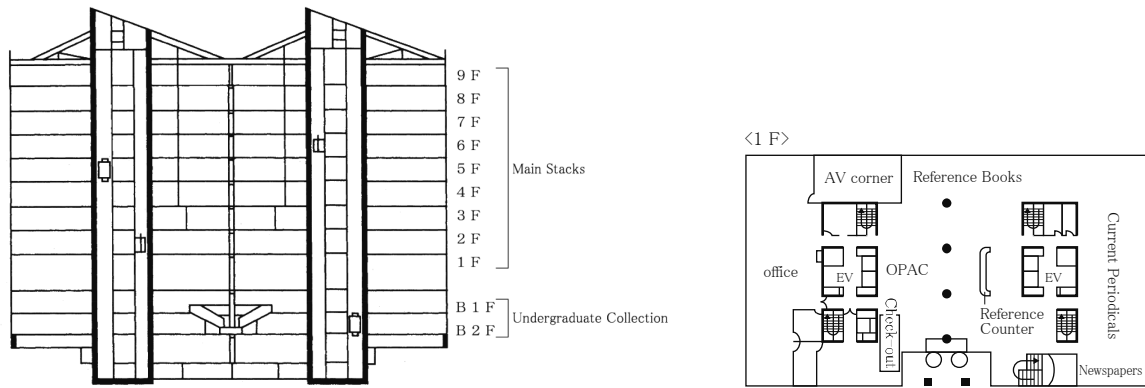 9 F
8 F
7 F
6 F
5 F
4 F
3 F
2 F
1 F
Main Stacks
B 1 F
B 2 F
Undergraduate Collection
<1 F>
AV corner
Reference Books
office
EV
OPAC
EV
Current Periodicals
Reference
Counter
Check-out
Newspapers